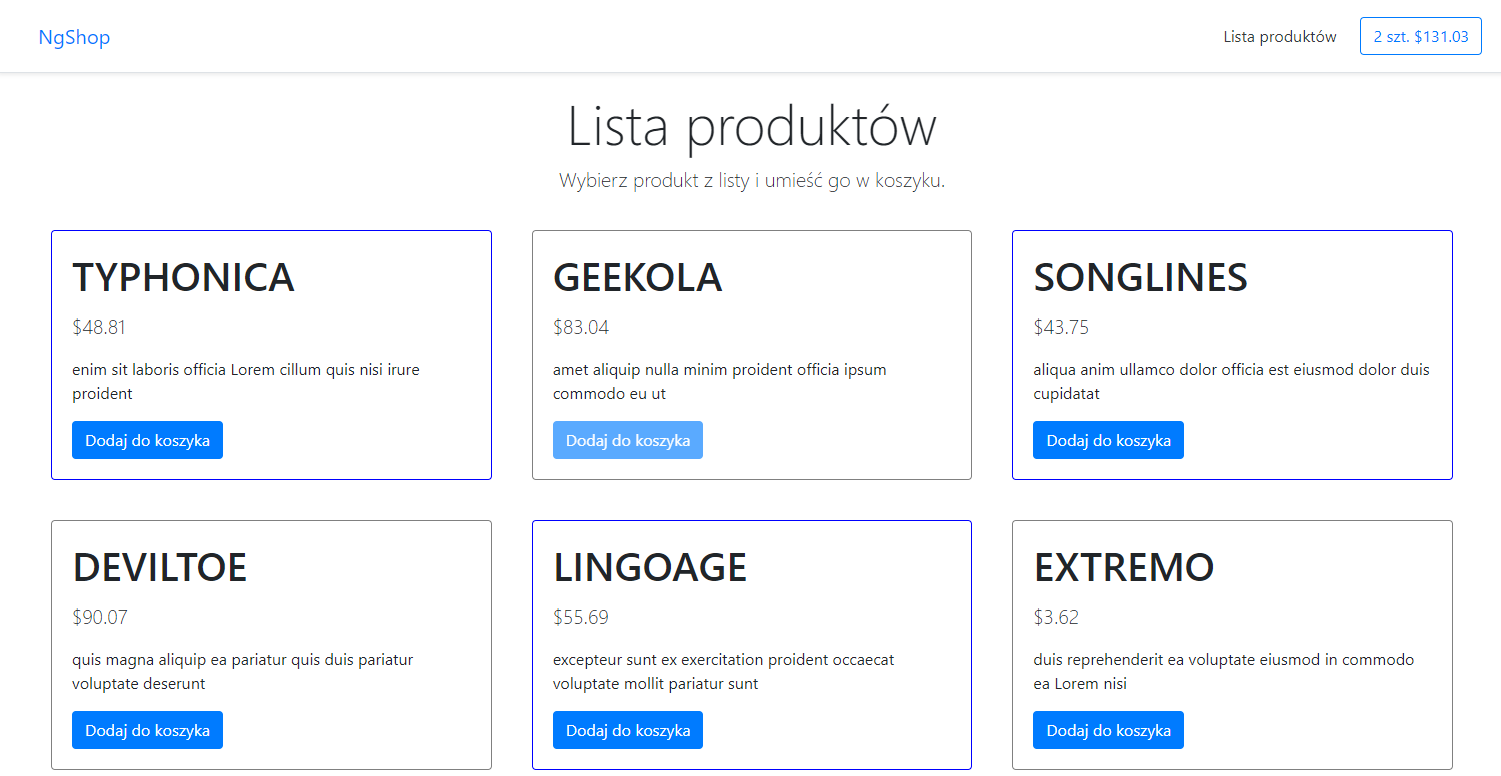 NgShop
Lista produktów
2 szt. $131.03
Lista produktów
Wybierz produkt z listy i umieść go w koszyku.
TYPHONICA
$48.81
enim sit laboris officia Lorem cillum quis nisi irure
proident
Dodaj do koszyka
GEEKOLA
$83.04
amet aliquip nulla minim proident officia ipsum
commodo eu ut
Dodaj do koszyka
SONGLINES
$43.75
aliqua anim ullamco dolor officia est eiusmod dolor duis
cupidatat
Dodaj do koszyka
DEVILTOE
$90.07
quis magna aliquip ea pariatur quis duis pariatur
voluptate deserunt
Dodaj do koszyka
LINGOAGE
$55.69
excepteur sunt ex exercitation proident occaecat
voluptate mollit pariatur sunt
Dodaj do koszyka
EXTREMO
$3.62
duis reprehenderit ea voluptate eiusmod in commodo
ea Lorem nisi
Dodaj do koszyka